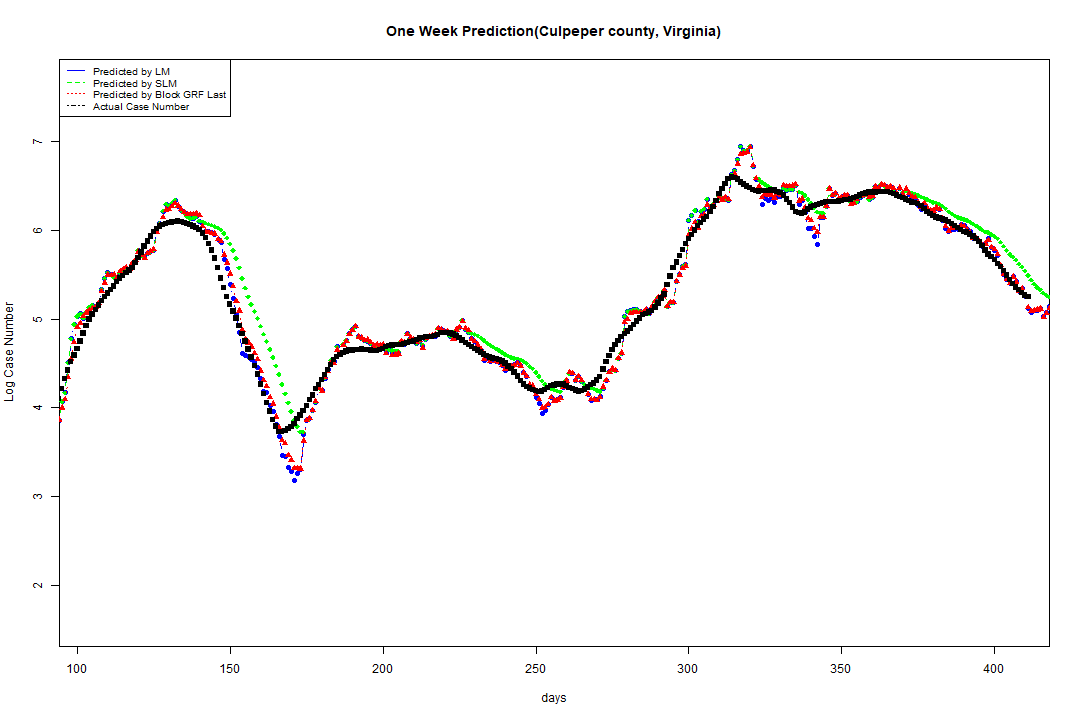 One Week Prediction(Culpeper county, Virginia)
Predicted by LM
Predicted by SLM
Predicted by Block GRF Last
Actual Case Number
Log Case Number
7
6
5
4
3
2
100 150 200 250 300 350 400
days